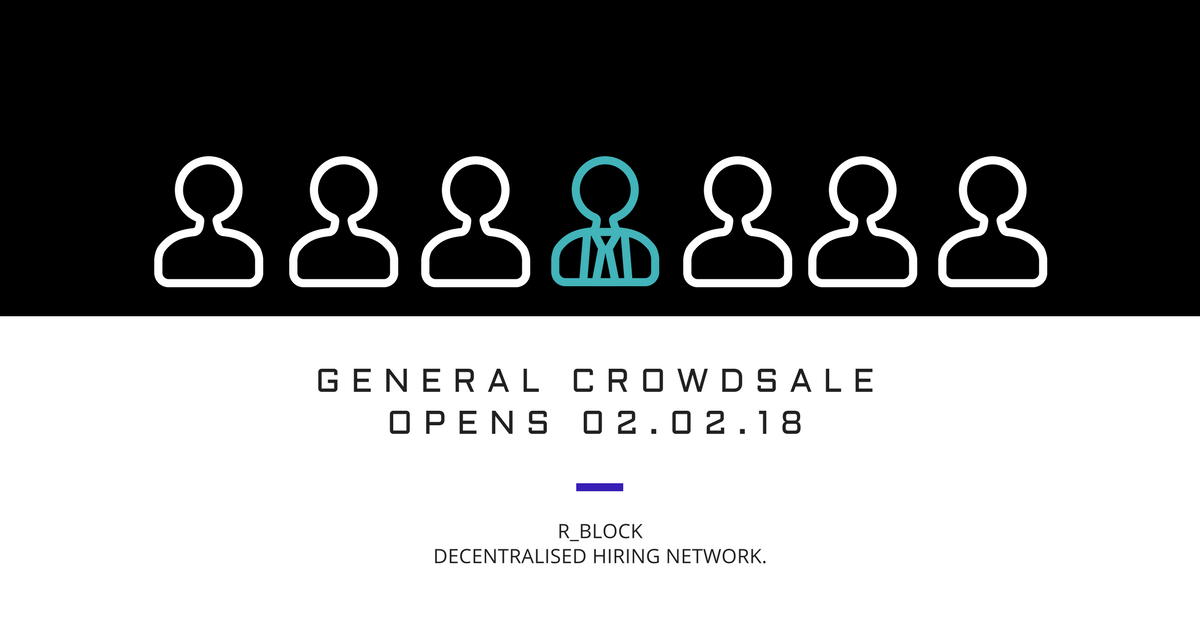 GENERAL CROWDSALE
OPENS 02.02.18
R_BLOCK
DECENTRALISED HIRING NETWORK.